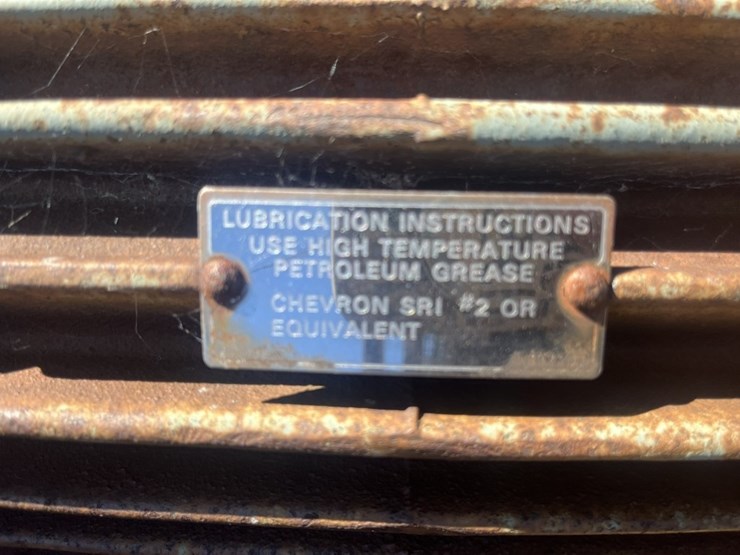 LUBRICATION INSTRUCTIONS
USE HIGH TEMPERATURE
PETROLEUM GREASE
CHEVRON SRI #2 OR
EQUIVALENT